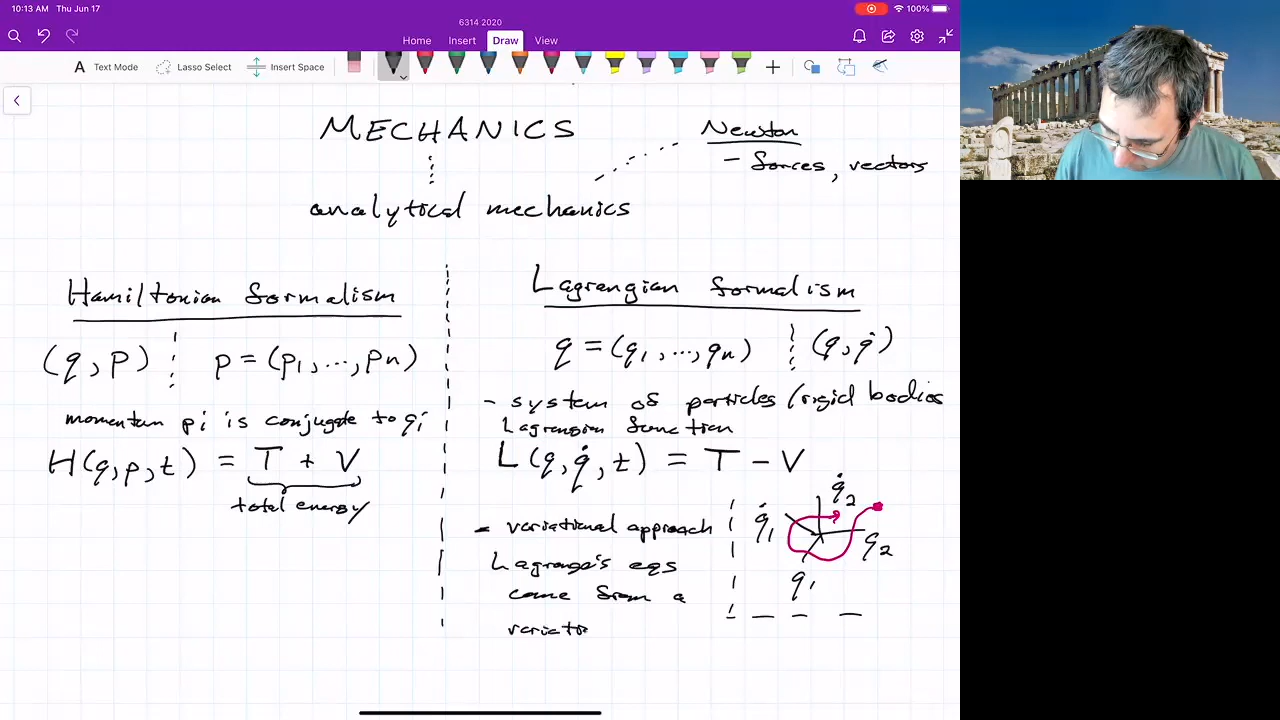 10:13 AM Thu Jun 17
100%
6314 2020
Home Insert Draw View
Text Mode Lasso Select Insert Space
MECHANICS
Newton
- forces, vectors
analytical mechanics
Hamiltonian formalism
(q, p) p = (p1, ..., pn)
momentum pi is conjugate to qi
H(q, p, t) = T + V
total energy
Lagrangian formalism
q = (q1, ..., qn) (q, q̇)
- system of particles / rigid bodies
Lagrangian function
L(q, q̇, t) = T - V
- variational approach
Lagrange's eqs
come from a
variatio
q̇2
q̇1
q2
q1